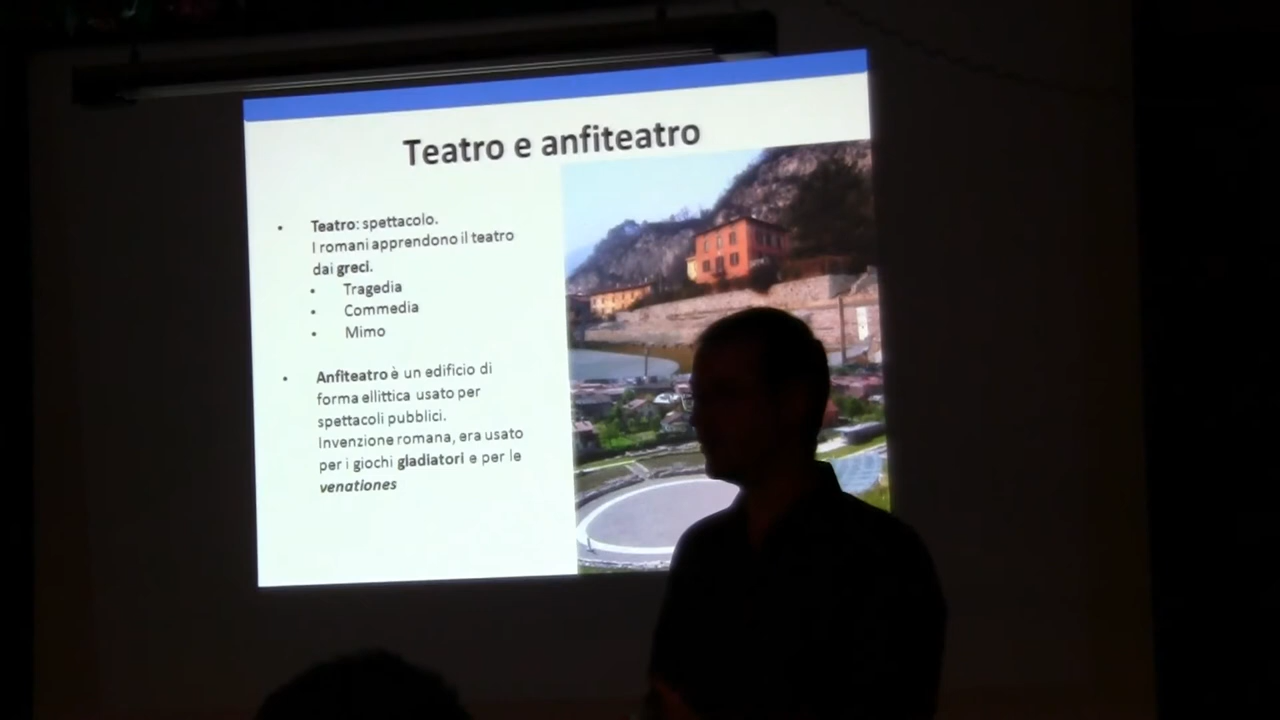 Teatro e anfiteatro
• Teatro: spettacolo.
I romani apprendono il teatro
dai greci.
• Tragedia
• Commedia
• Mimo
• Anfiteatro è un edificio di
forma ellittica usato per
spettacoli pubblici.
Invenzione romana, era usato
per i giochi gladiatori e per le
venationes